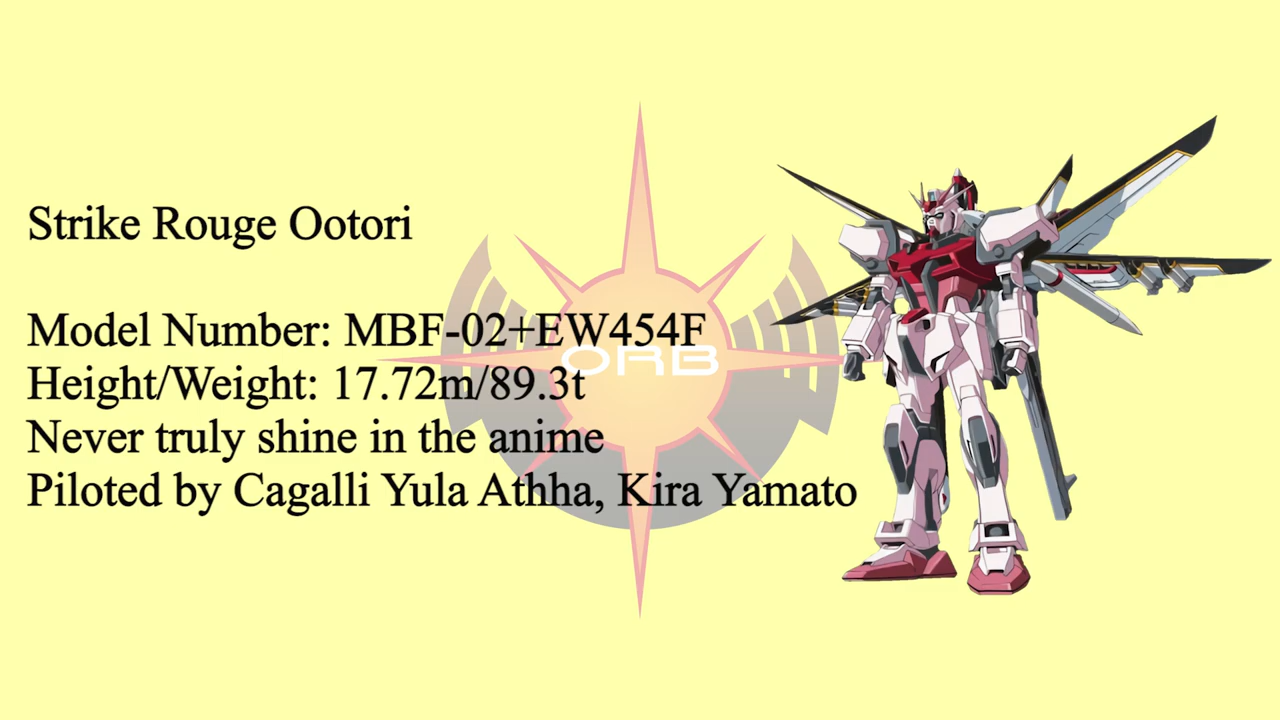 Strike Rouge Ootori
Model Number: MBF-02+EW454F
ORB
Height/Weight: 17.72m/89.3t
Never truly shine in the anime
Piloted by Cagalli Yula Athha, Kira Yamato